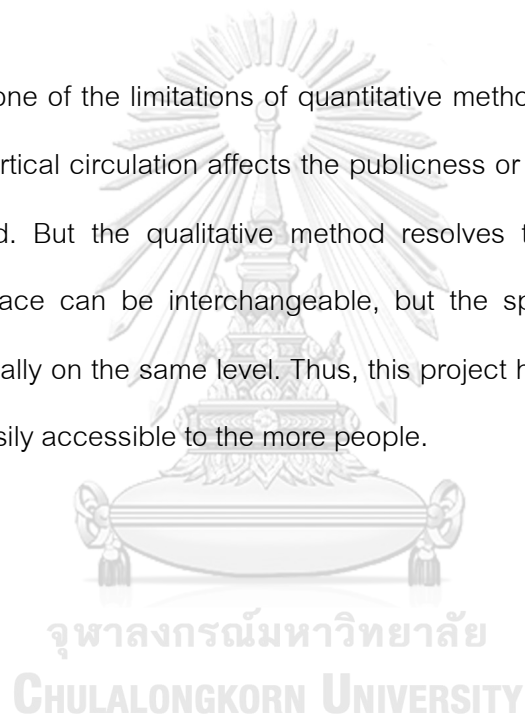 one of the limitations of quantitative metho
rtical circulation affects the publicness or
d. But the qualitative method resolves t
ace can be interchangeable, but the sp
ally on the same level. Thus, this project h
sily accessible to the more people.
จุฬาลงกรณ์มหาวิทยาลัย
CHULALONGKORN UNIVERSITY